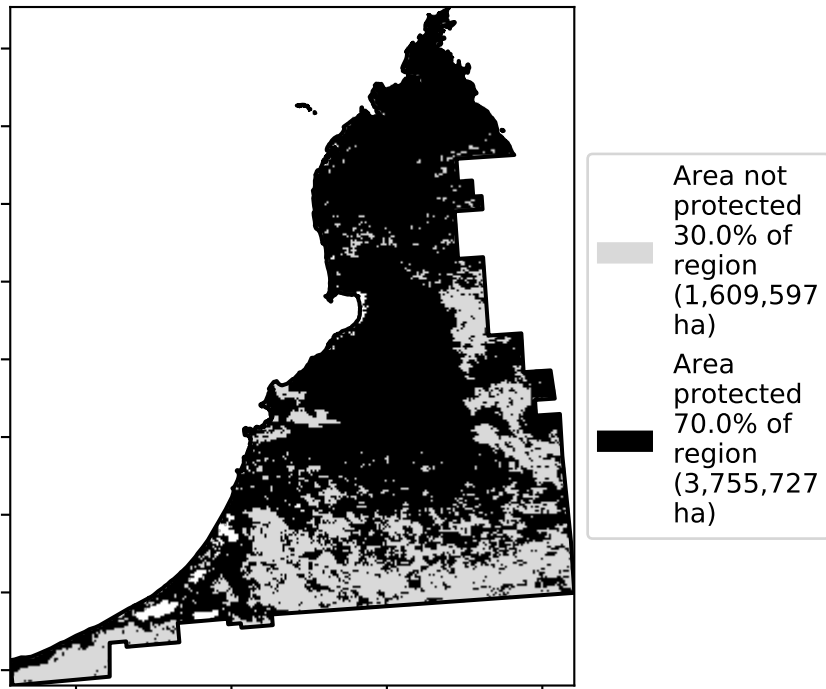 Area not
protected
30.0% of
region
(1,609,597
ha)
Area
protected
70.0% of
region
(3,755,727
ha)